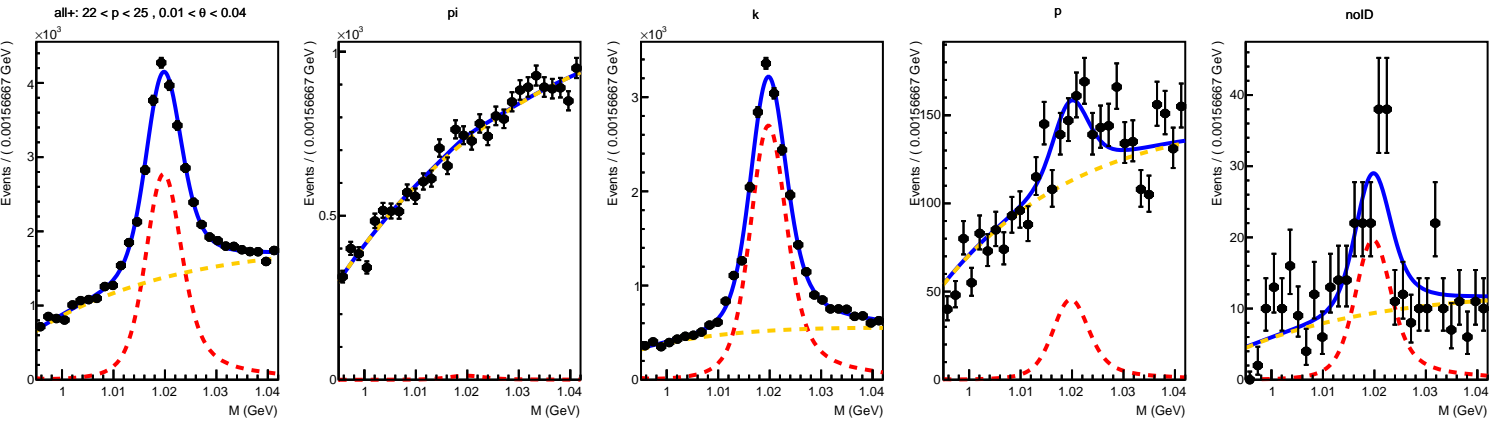 all+: 22 < p < 25 , 0.01 < θ < 0.04
×10³
Events / ( 0.00156667 GeV )
4
3
2
1
0
1 1.01 1.02 1.03 1.04
M (GeV)
pi
×10³
Events / ( 0.00156667 GeV )
1
0.5
0
1 1.01 1.02 1.03 1.04
M (GeV)
k
×10³
Events / ( 0.00156667 GeV )
3
2
1
0
1 1.01 1.02 1.03 1.04
M (GeV)
p
Events / ( 0.00156667 GeV )
150
100
50
0
1 1.01 1.02 1.03 1.04
M (GeV)
noID
Events / ( 0.00156667 GeV )
40
30
20
10
0
1 1.01 1.02 1.03 1.04
M (GeV)